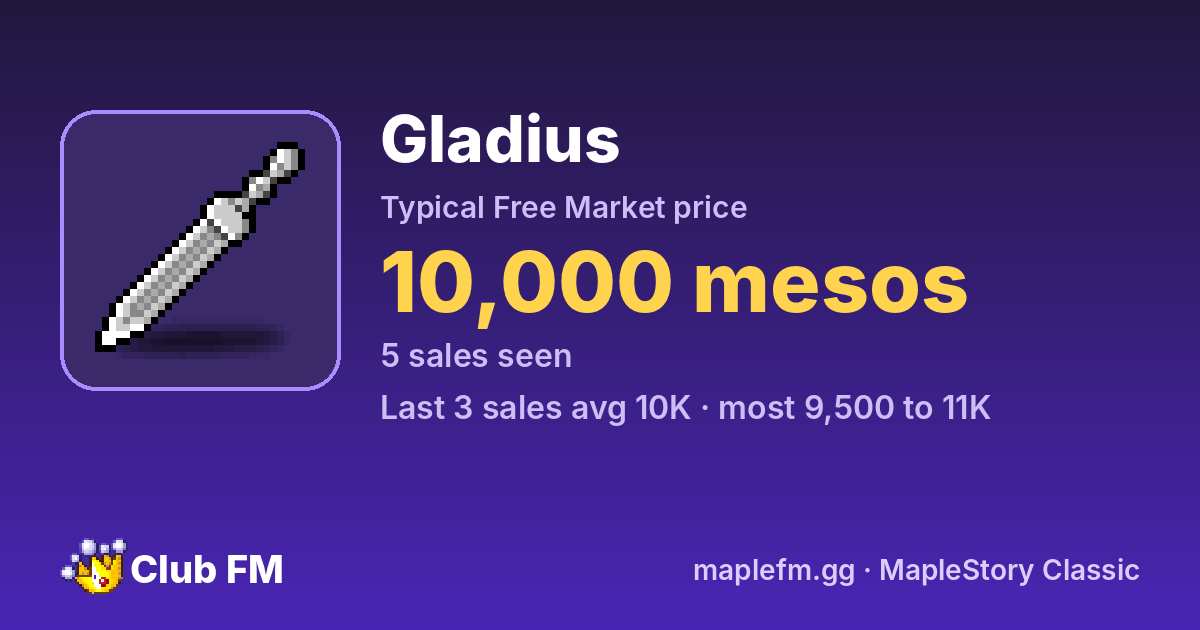 Gladius
Typical Free Market price
10,000 mesos
5 sales seen
Last 3 sales avg 10K · most 9,500 to 11K
Club FM
maplefm.gg · MapleStory Classic